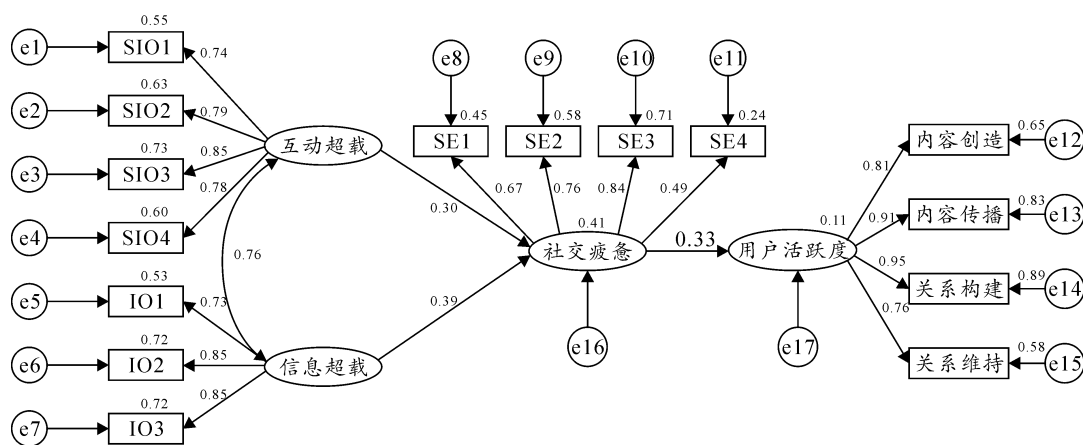 0.55
e1 SIO1 0.74
0.63
e2 SIO2 0.79
0.73
e3 SIO3 0.85
0.60
e4 SIO4 0.78
0.53
e5 IO1 0.73
0.72
e6 IO2 0.85
0.72
e7 IO3 0.85
互动超载
0.76
信息超载
0.30
0.39
e8 e9 e10 e11
0.45 0.58 0.71 0.24
SE1 SE2 SE3 SE4
0.67 0.76 0.84 0.49
0.41
社交疲惫
e16
0.33
0.11
用户活跃度
e17
0.81 内容创造 0.65 e12
0.91 内容传播 0.83 e13
0.95 关系构建 0.89 e14
0.76 关系维持 0.58 e15